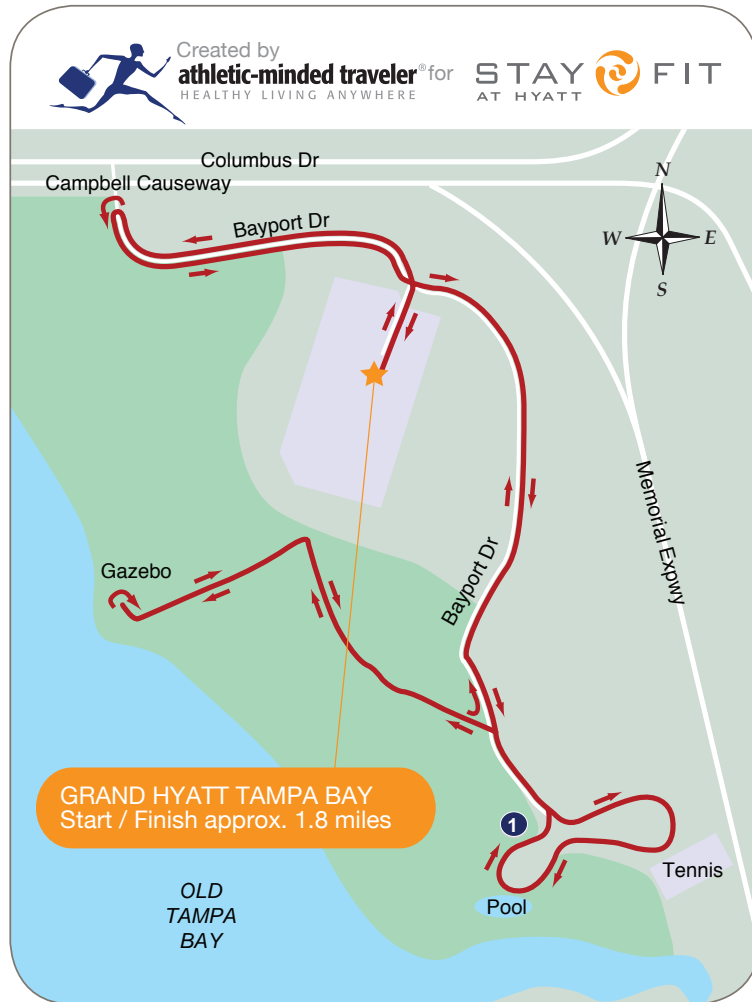 Created by
athletic-minded traveler® for
HEALTHY LIVING ANYWHERE
STAY FIT
AT HYATT
Columbus Dr
Campbell Causeway
Bayport Dr
N
W E
S
Memorial Expwy
Gazebo
Bayport Dr
GRAND HYATT TAMPA BAY
Start / Finish approx. 1.8 miles
1
Tennis
Pool
OLD
TAMPA
BAY